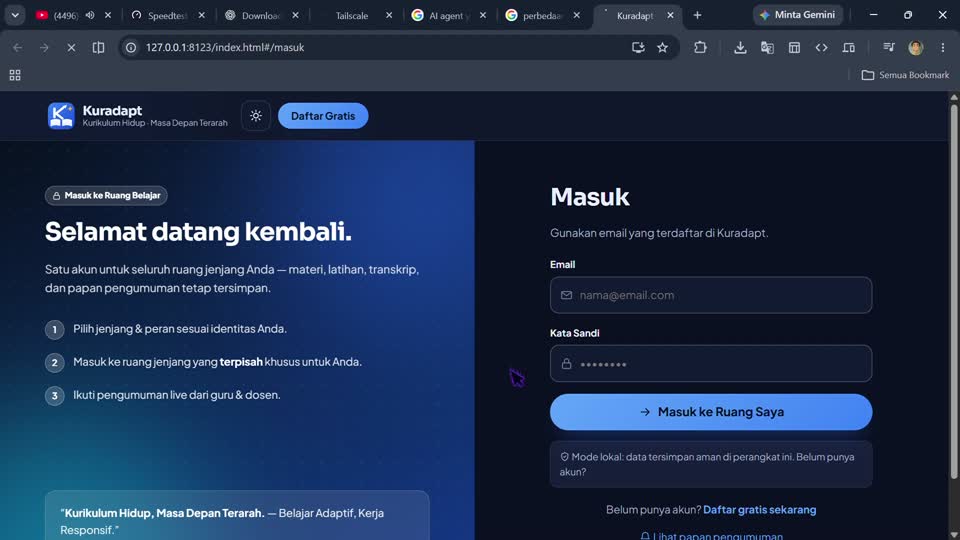 (4496)
Speedtest
Download
Tailscale
AI agent y
perbedaan
Kuradapt
Minta Gemini
127.0.0.1:8123/index.html#/masuk
Semua Bookmark
Kuradapt
Kurikulum Hidup · Masa Depan Terarah
Daftar Gratis
Masuk ke Ruang Belajar
Selamat datang kembali.
Satu akun untuk seluruh ruang jenjang Anda — materi, latihan, transkrip,
dan papan pengumuman tetap tersimpan.
1 Pilih jenjang & peran sesuai identitas Anda.
2 Masuk ke ruang jenjang yang terpisah khusus untuk Anda.
3 Ikuti pengumuman live dari guru & dosen.
"Kurikulum Hidup, Masa Depan Terarah. — Belajar Adaptif, Kerja
Responsif."
Masuk
Gunakan email yang terdaftar di Kuradapt.
Email
nama@email.com
Kata Sandi
••••••••
→ Masuk ke Ruang Saya
Mode lokal: data tersimpan aman di perangkat ini. Belum punya
akun?
Belum punya akun? Daftar gratis sekarang
Lihat papan pengumuman